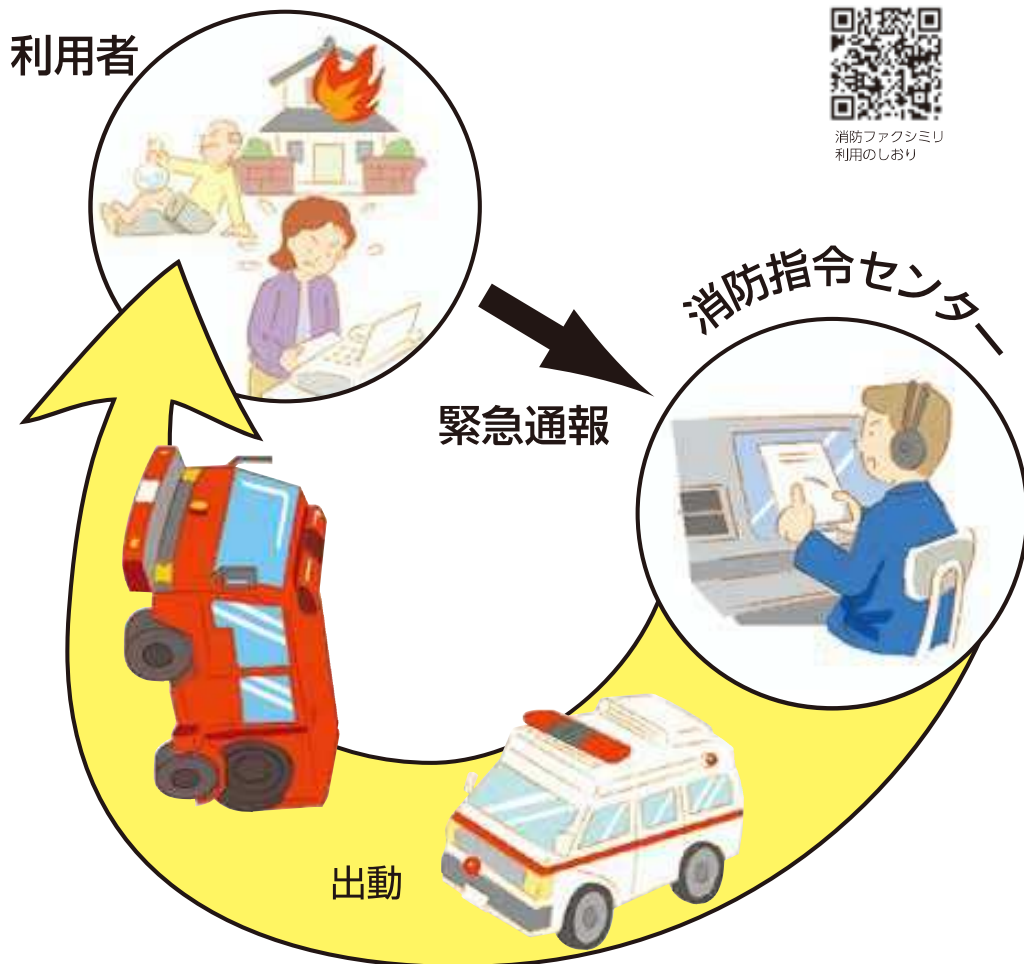 利用者
消防ファクシミリ
利用のしおり
消防指令センター
緊急通報
出動